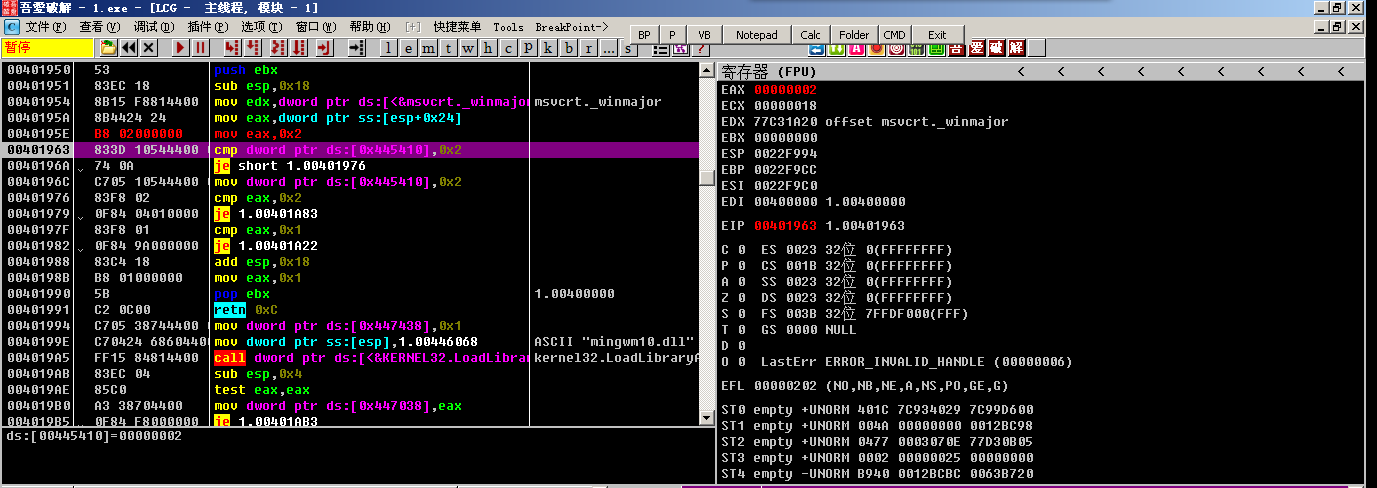 吾愛破解 - 1.exe - [LCG - 主线程, 模块 - 1]
C 文件(F) 查看(V) 调试(D) 插件(P) 选项(T) 窗口(W) 帮助(H) [+] 快捷菜单 Tools BreakPoint->
BP P VB Notepad Calc Folder CMD Exit
暂停 l e m t w h c p k b r ... s ? 吾 爱 破 解
00401950 53 push ebx
00401951 83EC 18 sub esp,0x18
00401954 8B15 F8814400 mov edx,dword ptr ds:[<&msvcrt._winmajor msvcrt._winmajor
0040195A 8B4424 24 mov eax,dword ptr ss:[esp+0x24]
0040195E B8 02000000 mov eax,0x2
00401963 833D 10544400 cmp dword ptr ds:[0x445410],0x2
0040196A 74 0A je short 1.00401976
0040196C C705 10544400 mov dword ptr ds:[0x445410],0x2
00401976 83F8 02 cmp eax,0x2
00401979 0F84 04010000 je 1.00401A83
0040197F 83F8 01 cmp eax,0x1
00401982 0F84 9A000000 je 1.00401A22
00401988 83C4 18 add esp,0x18
0040198B B8 01000000 mov eax,0x1
00401990 5B pop ebx 1.00400000
00401991 C2 0C00 retn 0xC
00401994 C705 38744400 mov dword ptr ds:[0x447438],0x1
0040199E C70424 6860440 mov dword ptr ss:[esp],1.00446068 ASCII "mingwm10.dll"
004019A5 FF15 84814400 call dword ptr ds:[<&KERNEL32.LoadLibrar kernel32.LoadLibraryA
004019AB 83EC 04 sub esp,0x4
004019AE 85C0 test eax,eax
004019B0 A3 38704400 mov dword ptr ds:[0x447038],eax
004019B5 0F84 F8000000 je 1.00401AB3
ds:[00445410]=00000002
寄存器 (FPU) < < < < < < < < <
EAX 00000002
ECX 00000018
EDX 77C31A20 offset msvcrt._winmajor
EBX 00000000
ESP 0022F994
EBP 0022F9CC
ESI 0022F9C0
EDI 00400000 1.00400000
EIP 00401963 1.00401963
C 0 ES 0023 32位 0(FFFFFFFF)
P 0 CS 001B 32位 0(FFFFFFFF)
A 0 SS 0023 32位 0(FFFFFFFF)
Z 0 DS 0023 32位 0(FFFFFFFF)
S 0 FS 003B 32位 7FFDF000(FFF)
T 0 GS 0000 NULL
D 0
O 0 LastErr ERROR_INVALID_HANDLE (00000006)
EFL 00000202 (NO,NB,NE,A,NS,PO,GE,G)
ST0 empty +UNORM 401C 7C934029 7C99D600
ST1 empty +UNORM 004A 00000000 0012BC98
ST2 empty +UNORM 0477 0003070E 77D30B05
ST3 empty +UNORM 0002 00000025 00000000
ST4 empty -UNORM B940 0012BCBC 0063B720